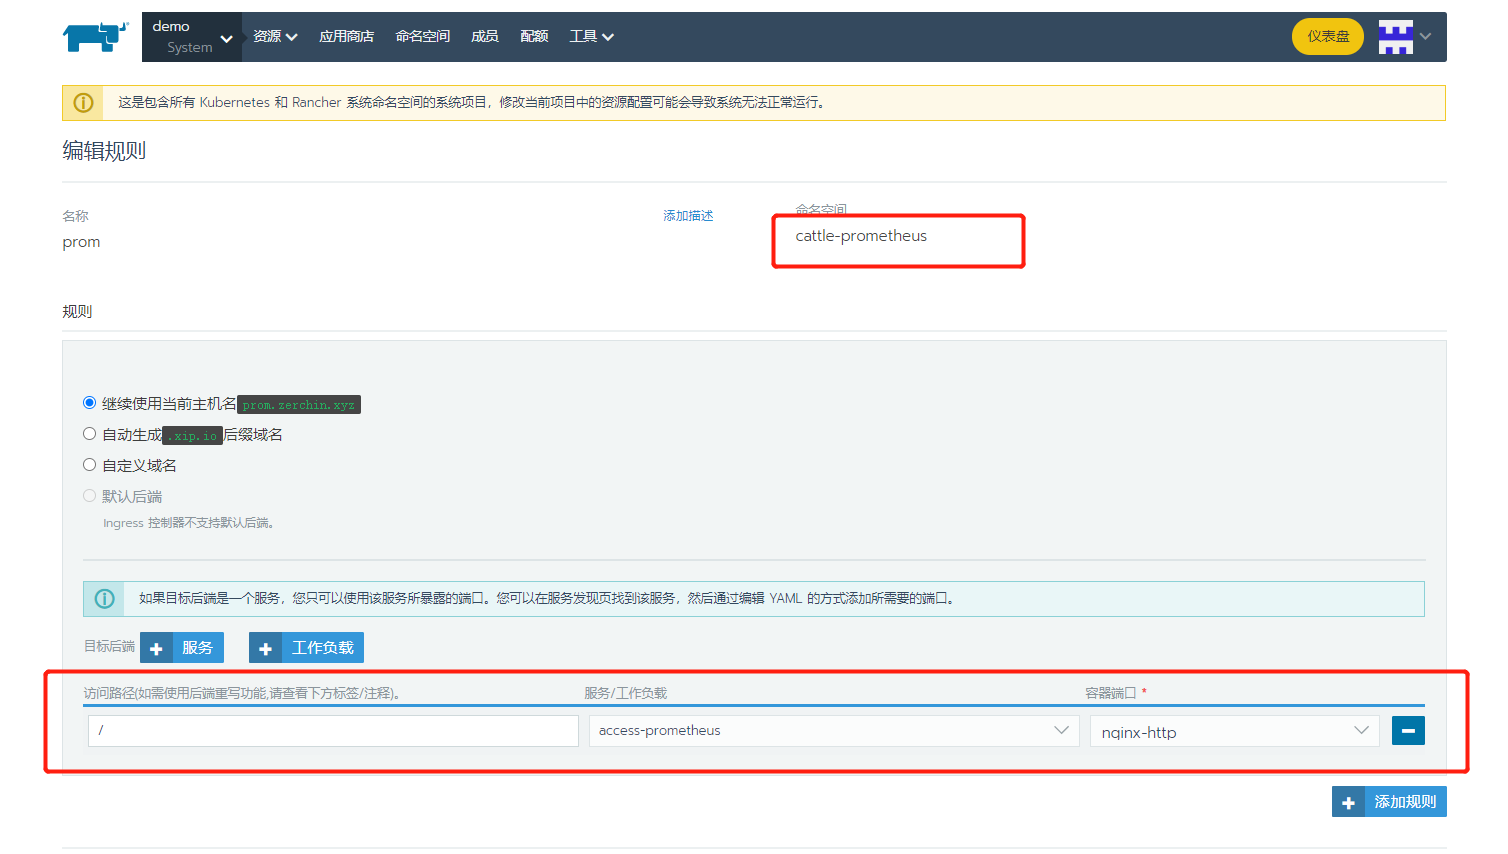 demo
System
资源 应用商店 命名空间 成员 配额 工具
仪表盘
这是包含所有 Kubernetes 和 Rancher 系统命名空间的系统项目，修改当前项目中的资源配置可能会导致系统无法正常运行。
编辑规则
名称 添加描述 命名空间
prom cattle-prometheus
规则
继续使用当前主机名 prom.zerchin.xyz
自动生成 .xip.io 后缀域名
自定义域名
默认后端
Ingress 控制器不支持默认后端。
如果目标后端是一个服务，您只可以使用该服务所暴露的端口。您可以在服务发现页找到该服务，然后通过编辑 YAML 的方式添加所需要的端口。
目标后端 + 服务 + 工作负载
访问路径(如需使用后端重写功能,请查看下方标签/注释)。 服务/工作负载 容器端口 *
/ access-prometheus nginx-http
+ 添加规则